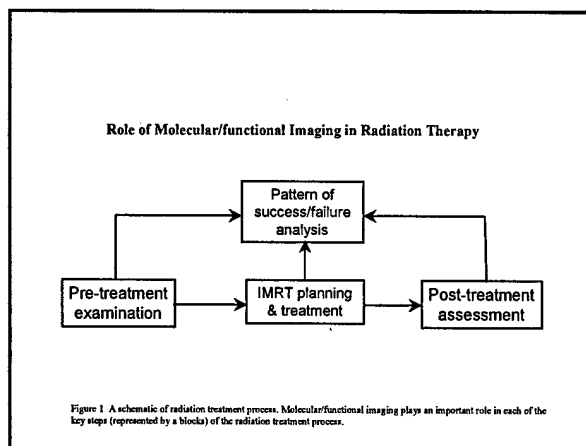 Role of Molecular/functional Imaging in Radiation Therapy
Pattern of
success/failure
analysis
Pre-treatment
examination
IMRT planning
& treatment
Post-treatment
assessment
Figure 1 A schematic of radiation treatment process. Molecular/functional imaging plays an important role in each of the
key steps (represented by a blocks) of the radiation treatment process.